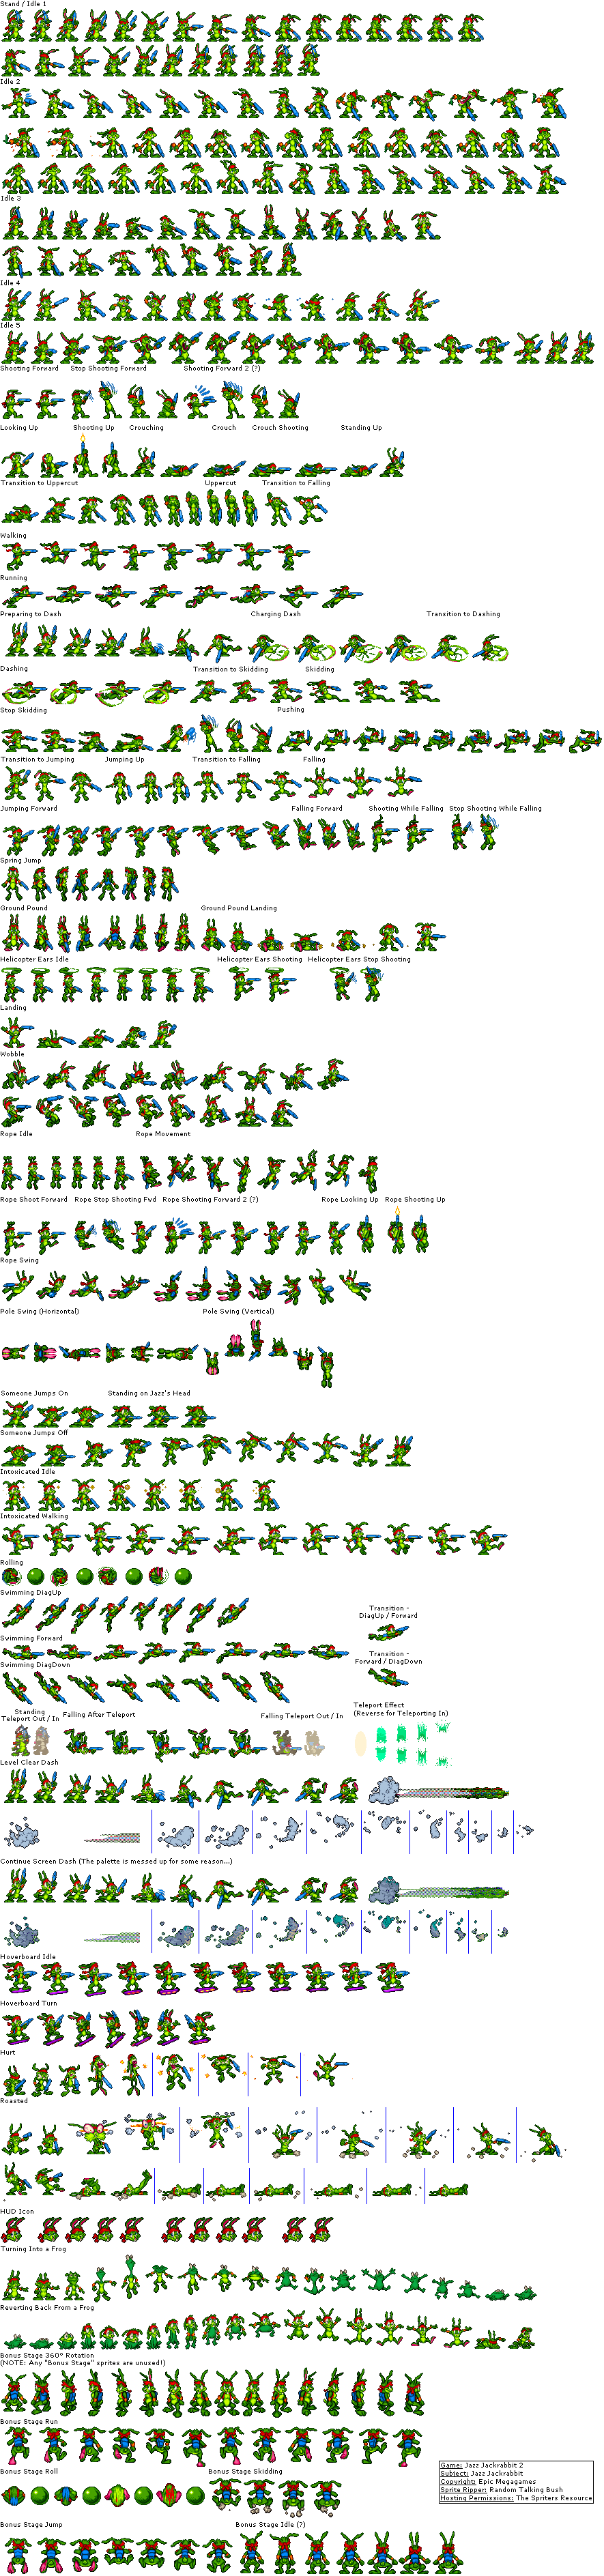 Stand / Idle 1
Idle 2
Idle 3
Idle 4
Idle 5
Shooting Forward Stop Shooting Forward Shooting Forward 2 (?)
Looking Up Shooting Up Crouching Crouch Crouch Shooting Standing Up
Transition to Uppercut Uppercut Transition to Falling
Walking
Running
Preparing to Dash Charging Dash Transition to Dashing
Dashing Transition to Skidding Skidding
Stop Skidding Pushing
Transition to Jumping Jumping Up Transition to Falling Falling
Jumping Forward Falling Forward Shooting While Falling Stop Shooting While Falling
Spring Jump
Ground Pound Ground Pound Landing
Helicopter Ears Idle Helicopter Ears Shooting Helicopter Ears Stop Shooting
Landing
Wobble
Rope Idle Rope Movement
Rope Shoot Forward Rope Stop Shooting Fwd Rope Shooting Forward 2 (?) Rope Looking Up Rope Shooting Up
Rope Swing
Pole Swing (Horizontal) Pole Swing (Vertical)
Someone Jumps On Standing on Jazz's Head
Someone Jumps Off
Intoxicated Idle
Intoxicated Walking
Rolling
Swimming DiagUp
Transition -
DiagUp / Forward
Swimming Forward
Transition -
Forward / DiagDown
Swimming DiagDown
Standing
Teleport Out / In Falling After Teleport Falling Teleport Out / In
Teleport Effect
(Reverse for Teleporting In)
Level Clear Dash
Continue Screen Dash (The palette is messed up for some reason...)
Hoverboard Idle
Hoverboard Turn
Hurt
Roasted
HUD Icon
Turning Into a Frog
Reverting Back From a Frog
Bonus Stage 360° Rotation
(NOTE: Any "Bonus Stage" sprites are unused!)
Bonus Stage Run
Bonus Stage Roll Bonus Stage Skidding
Game: Jazz Jackrabbit 2
Subject: Jazz Jackrabbit
Copyright: Epic Megagames
Sprite Ripper: Random Talking Bush
Hosting Permissions: The Spriters Resource
Bonus Stage Jump Bonus Stage Idle (?)